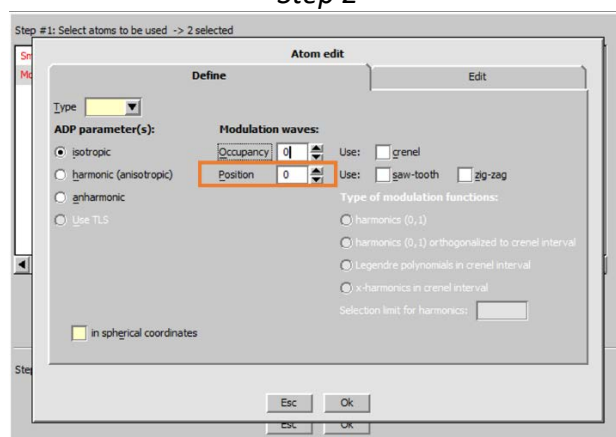 Step 2
Step #1: Select atoms to be used -> 2 selected
Atom edit
Define Edit
Type
ADP parameter(s): Modulation waves:
isotropic Occupancy 0 Use: crenel
harmonic (anisotropic) Position 0 Use: saw-tooth zig-zag
anharmonic Type of modulation functions:
Use TLS harmonics (0,1)
harmonics (0,1) orthogonalized to crenel interval
Legendre polynomials in crenel interval
x-harmonics in crenel interval
Selection limit for harmonics:
in spherical coordinates
Esc Ok
Esc Ok